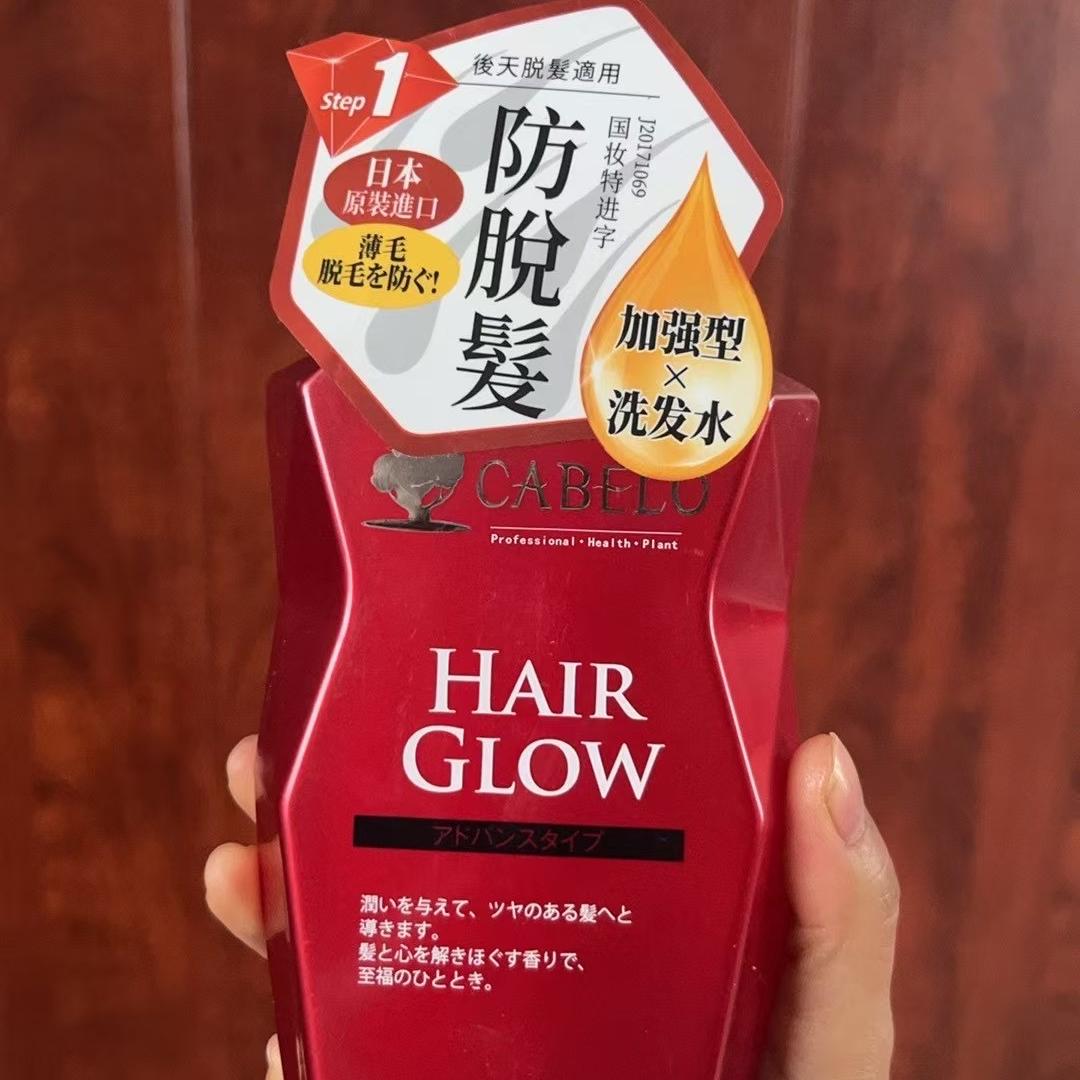 Step 1
後天脱髮適用
防脱髮
国妆特进字
J20171069
日本
原裝進口
薄毛
脱毛を防ぐ!
加强型
×
洗发水
CABELO
Professional・Health・Plant
HAIR
GLOW
アドバンスタイプ
潤いを与えて、ツヤのある髪へと
導きます。
髪と心を解きほぐす香りで、
至福のひととき。